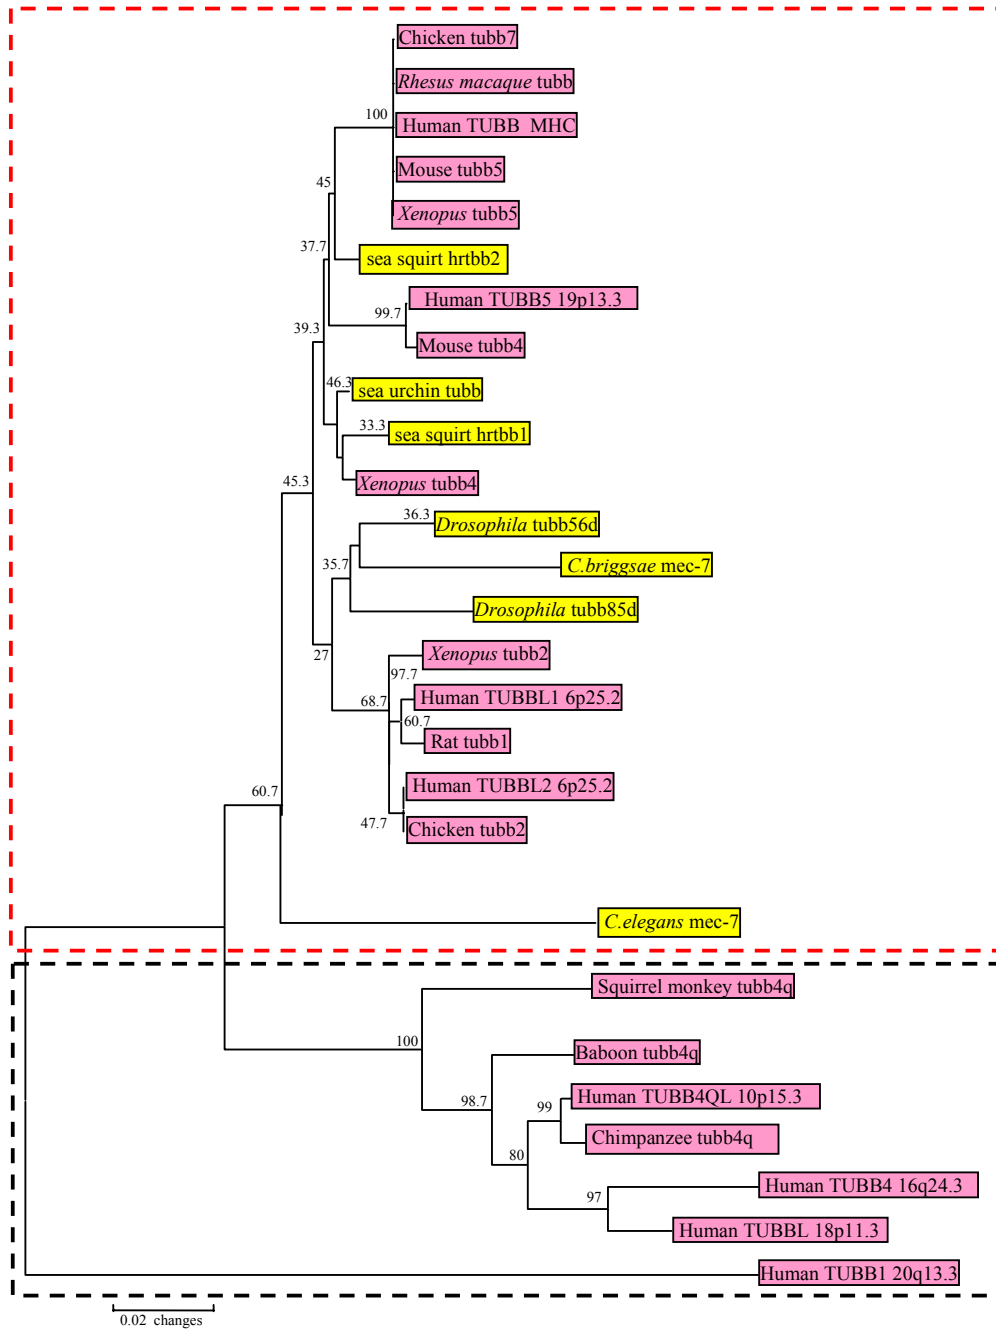 Chicken tubb7
Rhesus macaque tubb
100
Human TUBB MHC
Mouse tubb5
45
Xenopus tubb5
37.7
sea squirt hrtbb2
Human TUBB5 19p13.3
99.7
39.3
Mouse tubb4
46.3
sea urchin tubb
33.3
sea squirt hrtbb1
45.3
Xenopus tubb4
36.3
Drosophila tubb56d
35.7
C.briggsae mec-7
Drosophila tubb85d
27
Xenopus tubb2
97.7
68.7
Human TUBBL1 6p25.2
60.7
Rat tubb1
60.7
Human TUBBL2 6p25.2
47.7
Chicken tubb2
C.elegans mec-7
Squirrel monkey tubb4q
100
Baboon tubb4q
98.7
Human TUBB4QL 10p15.3
99
Chimpanzee tubb4q
80
Human TUBB4 16q24.3
97
Human TUBBL 18p11.3
Human TUBB1 20q13.3
0.02 changes